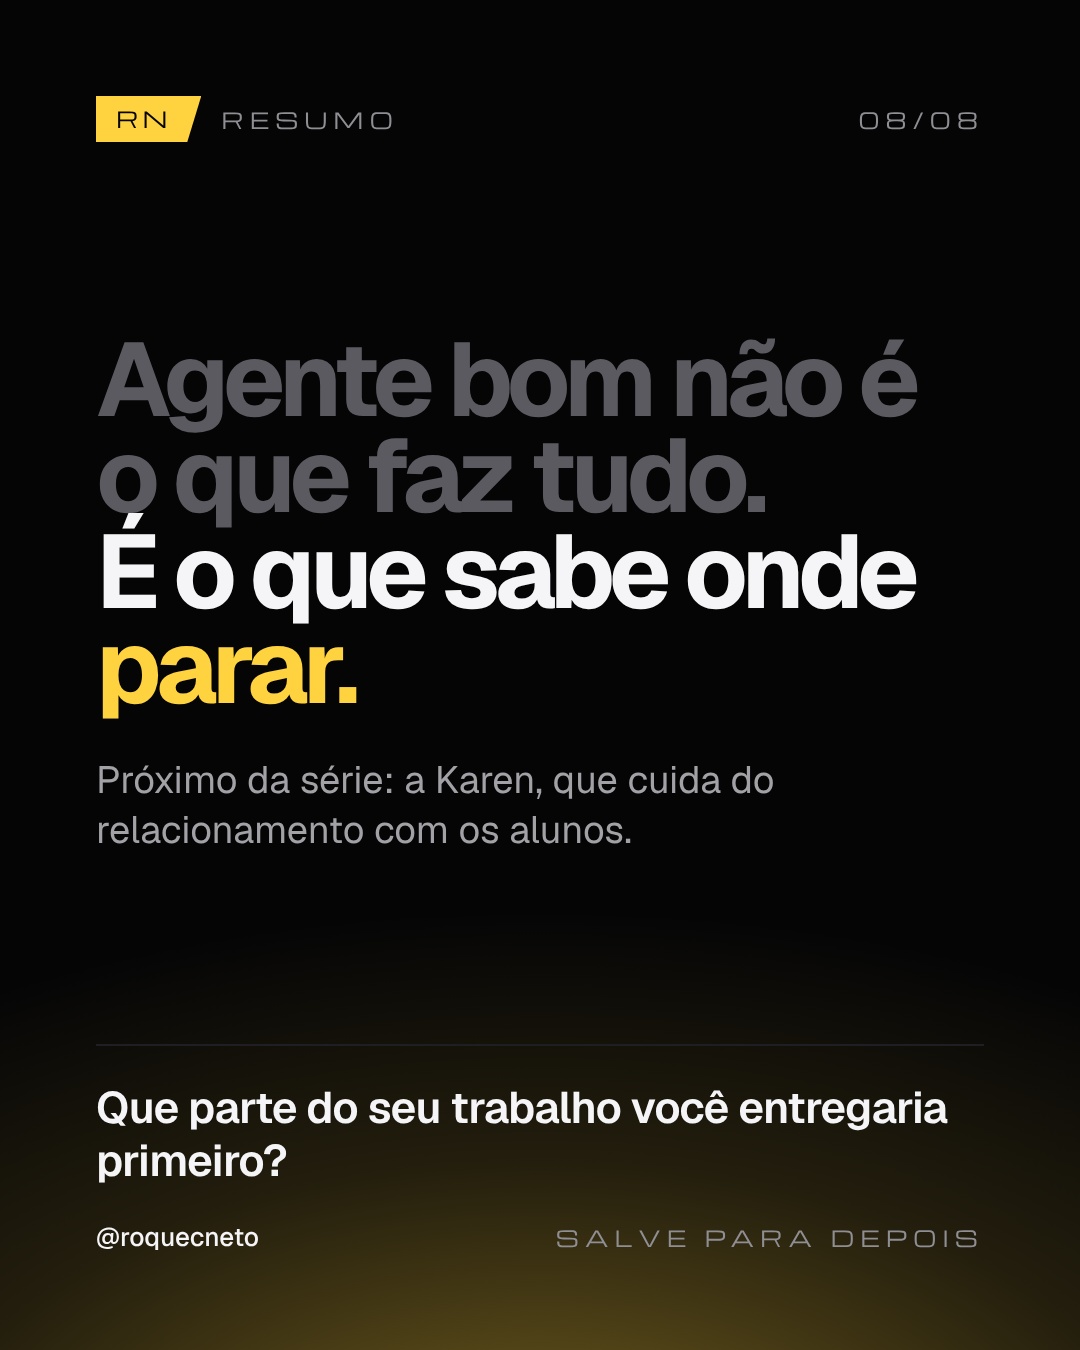 RN RESUMO 08/08
Agente bom não é
o que faz tudo.
É o que sabe onde
parar.
Próximo da série: a Karen, que cuida do
relacionamento com os alunos.
Que parte do seu trabalho você entregaria
primeiro?
@roquecneto SALVE PARA DEPOIS